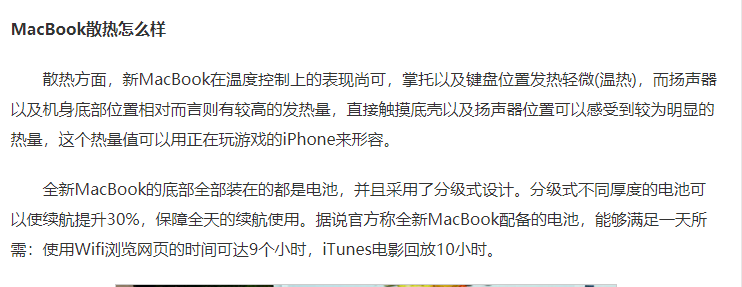 MacBook散热怎么样
散热方面，新MacBook在温度控制上的表现尚可，掌托以及键盘位置发热轻微(温热)，而扬声器
以及机身底部位置相对而言则有较高的发热量，直接触摸底壳以及扬声器位置可以感受到较为明显的
热量，这个热量值可以用正在玩游戏的iPhone来形容。
全新MacBook的底部全部装在的都是电池，并且采用了分级式设计。分级式不同厚度的电池可
以使续航提升30%，保障全天的续航使用。据说官方称全新MacBook配备的电池，能够满足一天所
需：使用Wifi浏览网页的时间可达9个小时，iTunes电影回放10小时。